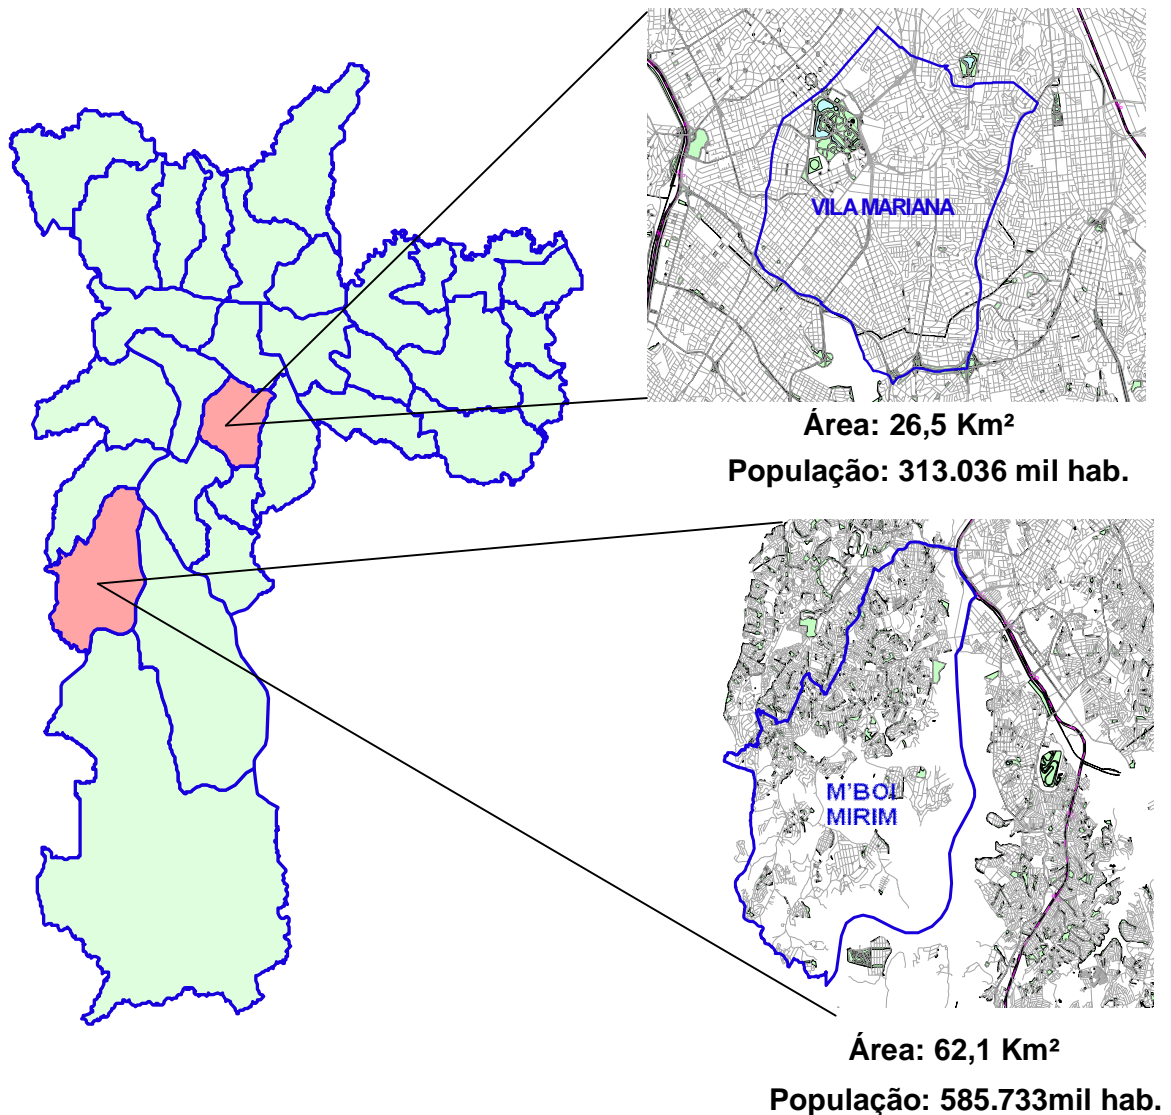 VILA MARIANA
Área: 26,5 Km²
População: 313.036 mil hab.
M'BOI
MIRIM
Área: 62,1 Km²
População: 585.733mil hab.